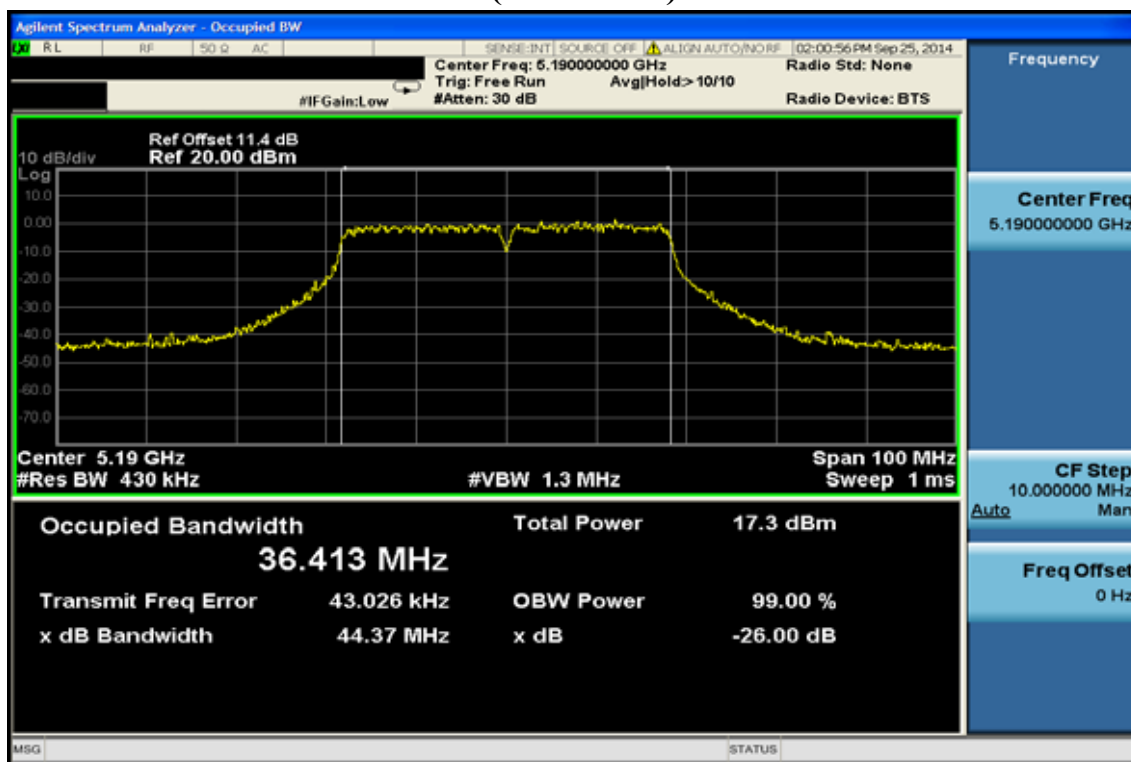 Agilent Spectrum Analyzer - Occupied BW
RL RF 50 Ω AC SENSE:INT SOURCE OFF ALIGN AUTO/NO RF 02:00:56 PM Sep 25, 2014
Center Freq: 5.190000000 GHz Radio Std: None
Trig: Free Run Avg|Hold:>10/10
#IFGain:Low #Atten: 30 dB Radio Device: BTS
Frequency
Ref Offset 11.4 dB
10 dB/div Ref 20.00 dBm
Log
10.0
0.00
-10.0
-20.0
-30.0
-40.0
-50.0
-60.0
-70.0
Center 5.19 GHz Span 100 MHz
#Res BW 430 kHz #VBW 1.3 MHz Sweep 1 ms
Occupied Bandwidth Total Power 17.3 dBm
36.413 MHz
Transmit Freq Error 43.026 kHz OBW Power 99.00 %
x dB Bandwidth 44.37 MHz x dB -26.00 dB
Center Freq
5.190000000 GHz
CF Step
10.000000 MHz
Auto Man
Freq Offset
0 Hz
MSG STATUS